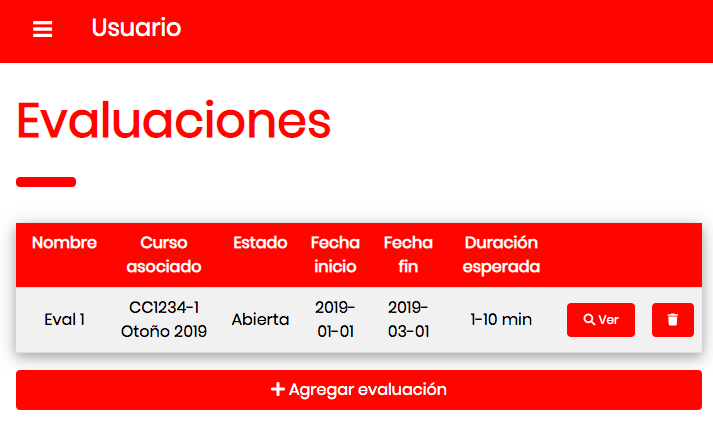 Usuario
Evaluaciones
Nombre Curso asociado Estado Fecha inicio Fecha fin Duración esperada
Eval 1 CC1234-1 Otoño 2019 Abierta 2019-01-01 2019-03-01 1-10 min Ver
Agregar evaluación